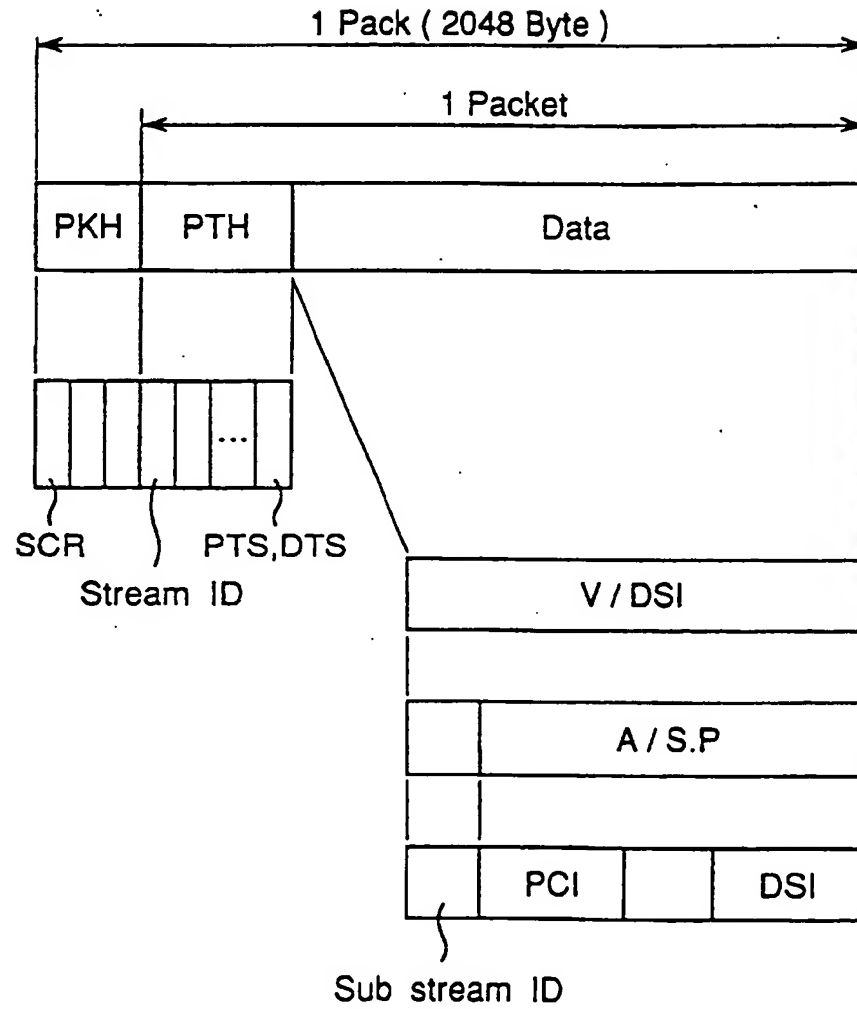 1 Pack ( 2048 Byte )
1 Packet
PKH PTH Data
...
SCR PTS,DTS
Stream ID
V / DSI
A / S.P
PCI DSI
Sub stream ID